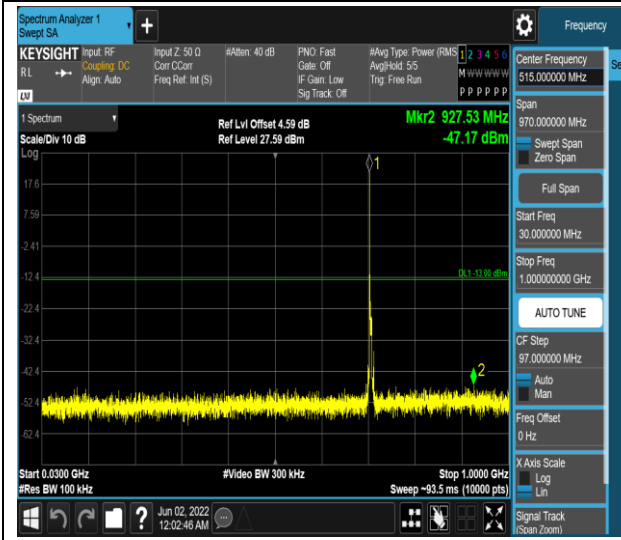 Spectrum Analyzer 1
Swept SA
+
Frequency
KEYSIGHT
RL
LXI
Input: RF
Coupling: DC
Align: Auto
Input Z: 50 Ω
Corr CCorr
Freq Ref: Int (S)
#Atten: 40 dB
PNO: Fast
Gate: Off
IF Gain: Low
Sig Track: Off
#Avg Type: Power (RMS
Avg|Hold: 5/5
Trig: Free Run
1 2 3 4 5 6
M W W W W W
P P P P P P
1 Spectrum
Scale/Div 10 dB
Log
Ref Lvl Offset 4.59 dB
Ref Level 27.59 dBm
Mkr2 927.53 MHz
-47.17 dBm
1
17.6
7.59
-2.41
-12.4
DL1 -13.00 dBm
-22.4
-32.4
-42.4
2
-52.4
-62.4
Start 0.0300 GHz
#Res BW 100 kHz
#Video BW 300 kHz
Stop 1.0000 GHz
Sweep ~93.5 ms (10000 pts)
?
Jun 02, 2022
12:02:46 AM
Center Frequency
515.000000 MHz
Se
Span
970.000000 MHz
Swept Span
Zero Span
Full Span
Start Freq
30.000000 MHz
Stop Freq
1.000000000 GHz
AUTO TUNE
CF Step
97.000000 MHz
Auto
Man
Freq Offset
0 Hz
X Axis Scale
Log
Lin
Signal Track
(Span Zoom)